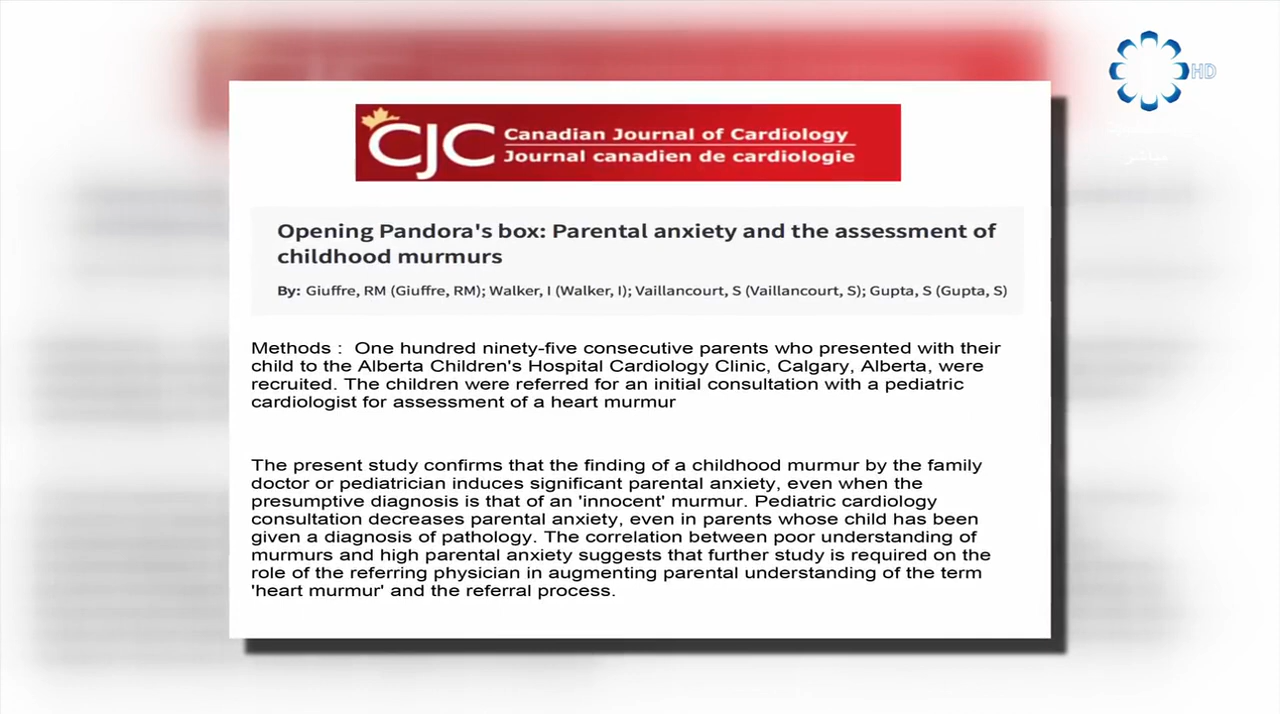 HD
مباشر
CJC
Canadian Journal of Cardiology
Journal canadien de cardiologie
Opening Pandora's box: Parental anxiety and the assessment of
childhood murmurs
By: Giuffre, RM (Giuffre, RM); Walker, I (Walker, I); Vaillancourt, S (Vaillancourt, S); Gupta, S (Gupta, S)
Methods : One hundred ninety-five consecutive parents who presented with their
child to the Alberta Children's Hospital Cardiology Clinic, Calgary, Alberta, were
recruited. The children were referred for an initial consultation with a pediatric
cardiologist for assessment of a heart murmur
The present study confirms that the finding of a childhood murmur by the family
doctor or pediatrician induces significant parental anxiety, even when the
presumptive diagnosis is that of an 'innocent' murmur. Pediatric cardiology
consultation decreases parental anxiety, even in parents whose child has been
given a diagnosis of pathology. The correlation between poor understanding of
murmurs and high parental anxiety suggests that further study is required on the
role of the referring physician in augmenting parental understanding of the term
'heart murmur' and the referral process.